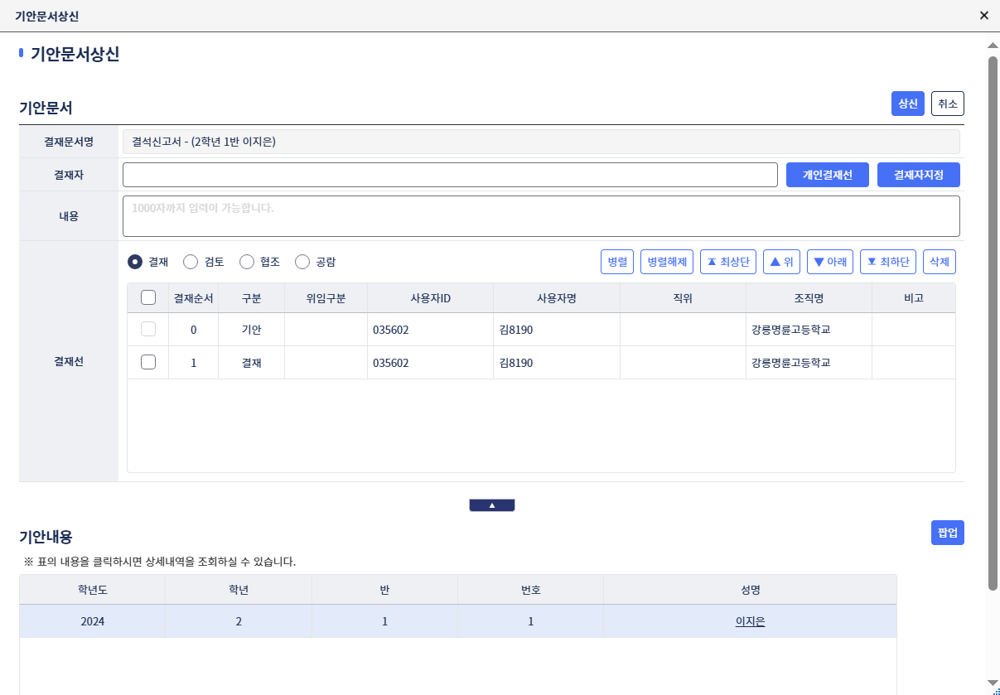 기안문서상신
기안문서상신
기안문서
상신 취소
결재문서명 결석신고서 - (2학년 1반 이지은)
결재자 개인결재선 결재자지정
내용 1000자까지 입력이 가능합니다.
결재 검토 협조 공람 병렬 병렬해제 최상단 위 아래 최하단 삭제
결재선
결재순서 구분 위임구분 사용자ID 사용자명 직위 조직명 비고
0 기안 035602 김8190 강릉명륜고등학교
1 결재 035602 김8190 강릉명륜고등학교
기안내용 팝업
※ 표의 내용을 클릭하시면 상세내역을 조회하실 수 있습니다.
학년도 학년 반 번호 성명
2024 2 1 1 이지은